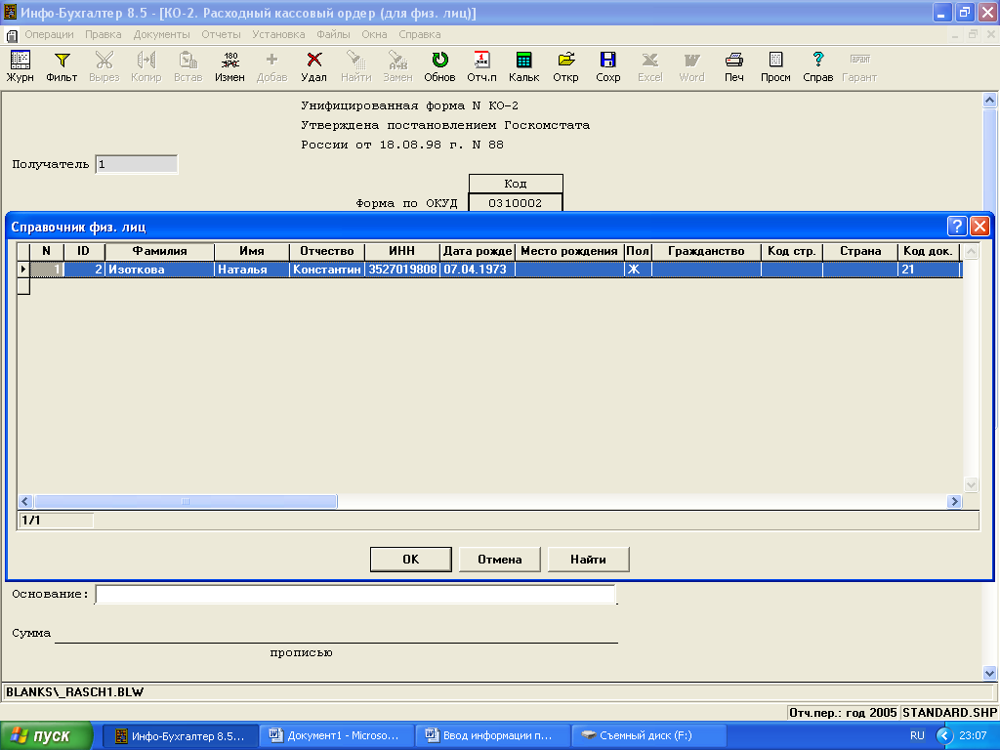 Инфо-Бухгалтер 8.5 - [КО-2. Расходный кассовый ордер (для физ. лиц)]
Операции Правка Документы Отчеты Установка Файлы Окна Справка
Журн Фильт Вырез Копир Встав Измен Добав Удал Найти Замен Обнов Отч.п Кальк Откр Сохр Excel Word Печ Просм Справ Гарант
Унифицированная форма N КО-2
Утверждена постановлением Госкомстата
России от 18.08.98 г. N 88
Получатель 1
Код
Форма по ОКУД 0310002
Справочник физ. лиц
N ID Фамилия Имя Отчество ИНН Дата рожде Место рождения Пол Гражданство Код стр. Страна Код док.
1 2 Изоткова Наталья Константин 3527019808 07.04.1973 Ж 21
1/1
OK Отмена Найти
Основание:
Сумма
прописью
BLANKS\_RASCH1.BLW
Отч.пер.: год 2005 STANDARD.SHP
пуск Инфо-Бухгалтер 8.5... Документ1 - Microso... Ввод информации п... Съемный диск (F:) RU 23:07